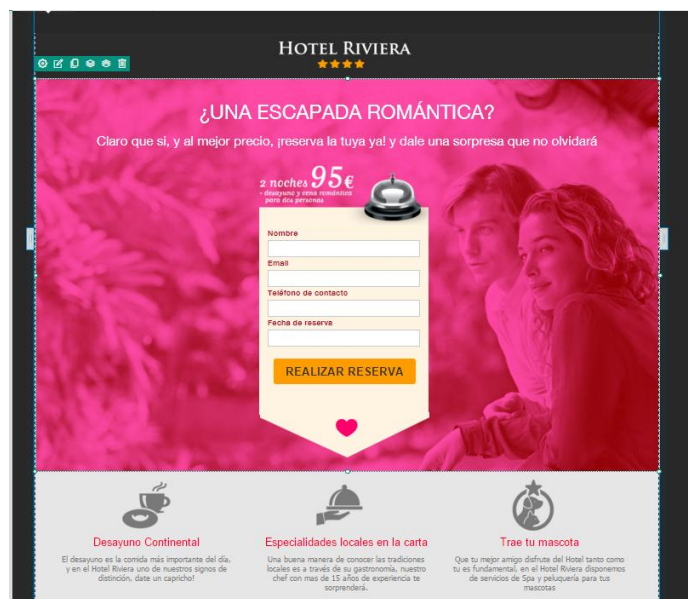 HOTEL RIVIERA
¿UNA ESCAPADA ROMÁNTICA?
Claro que si, y al mejor precio, ¡reserva la tuya ya! y dale una sorpresa que no olvidará
2 noches 95€
- desayuno y cena romántica
para dos personas
Nombre
Email
Teléfono de contacto
Fecha de reserva
REALIZAR RESERVA
Desayuno Continental
El desayuno es la comida más importante del día,
y en el Hotel Riviera uno de nuestros signos de
distinción, date un capricho!
Especialidades locales en la carta
Una buena manera de conocer las tradiciones
locales es a través de su gastronomía, nuestro
chef con mas de 15 años de experiencia te
sorprenderá.
Trae tu mascota
Que tu mejor amigo disfrute del Hotel tanto como
tu es fundamental, en el Hotel Riviera disponemos
de servicios de Spa y peluquería para tus
mascotas